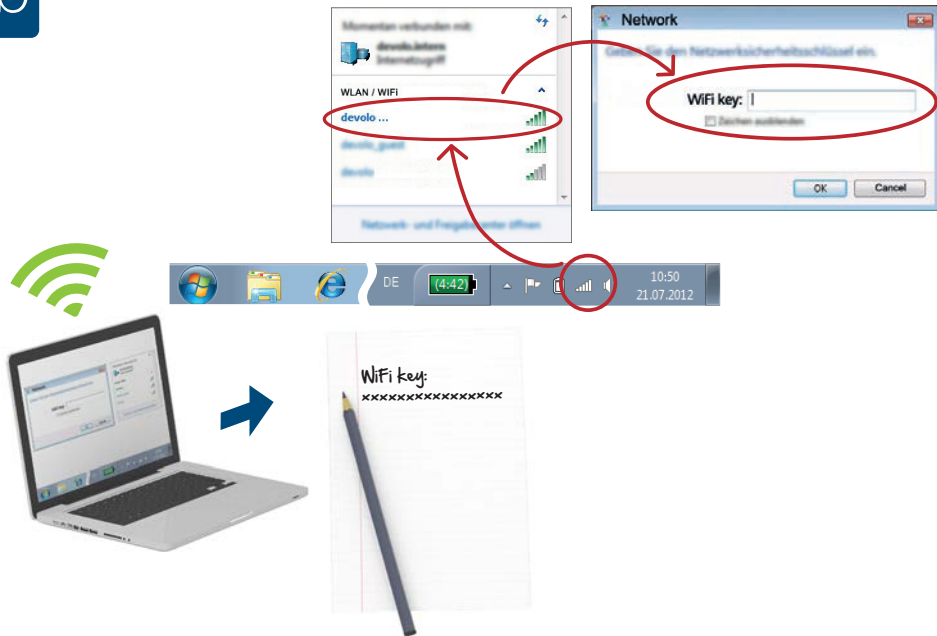 Momentan verbunden mit:
devolo.intern
Internetzugriff
WLAN / WIFI
devolo ...
devolo_guest
devolo
Netzwerk- und Freigabecenter öffnen
Network
Geben Sie den Netzwerksicherheitsschlüssel ein.
WiFi key:
Zeichen ausblenden
OK
Cancel
DE
(4:42)
10:50
21.07.2012
WiFi key:
xxxxxxxxxxxxxxxx